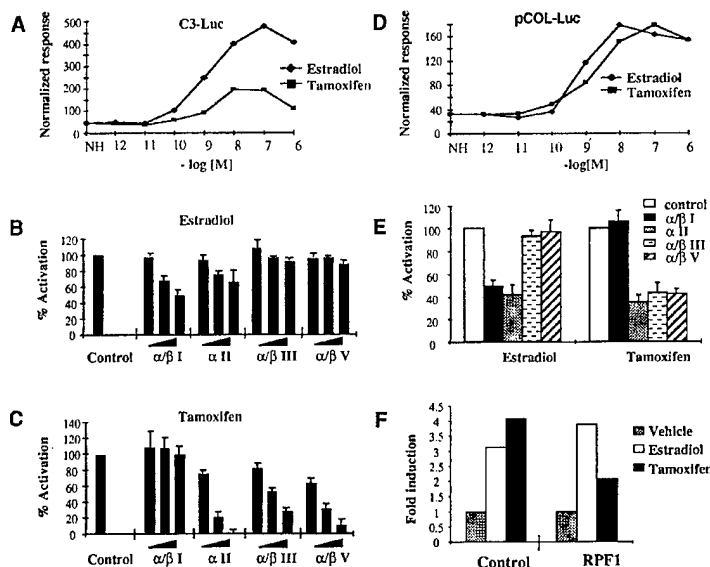 A
C3-Luc
Normalized response
500
450
400
300
200
100
0
Estradiol
Tamoxifen
NH 12 11 10 9 8 7 6
- log [M]
D
pCOL-Luc
Normalized response
200
160
120
80
40
0
Estradiol
Tamoxifen
NH 12 11 10 9 8 7 6
-log[M]
B
Estradiol
% Activation
120
100
80
60
40
20
0
Control α/β I α II α/β III α/β V
E
% Activation
100
80
60
40
20
0
control
α/β I
α II
α/β III
α/β V
Estradiol Tamoxifen
C
Tamoxifen
% Activation
120
100
80
60
40
20
0
Control α/β I α II α/β III α/β V
F
Fold induction
4.5
4
3.5
3
2.5
2
1.5
1
0.5
Vehicle
Estradiol
Tamoxifen
Control RPF1